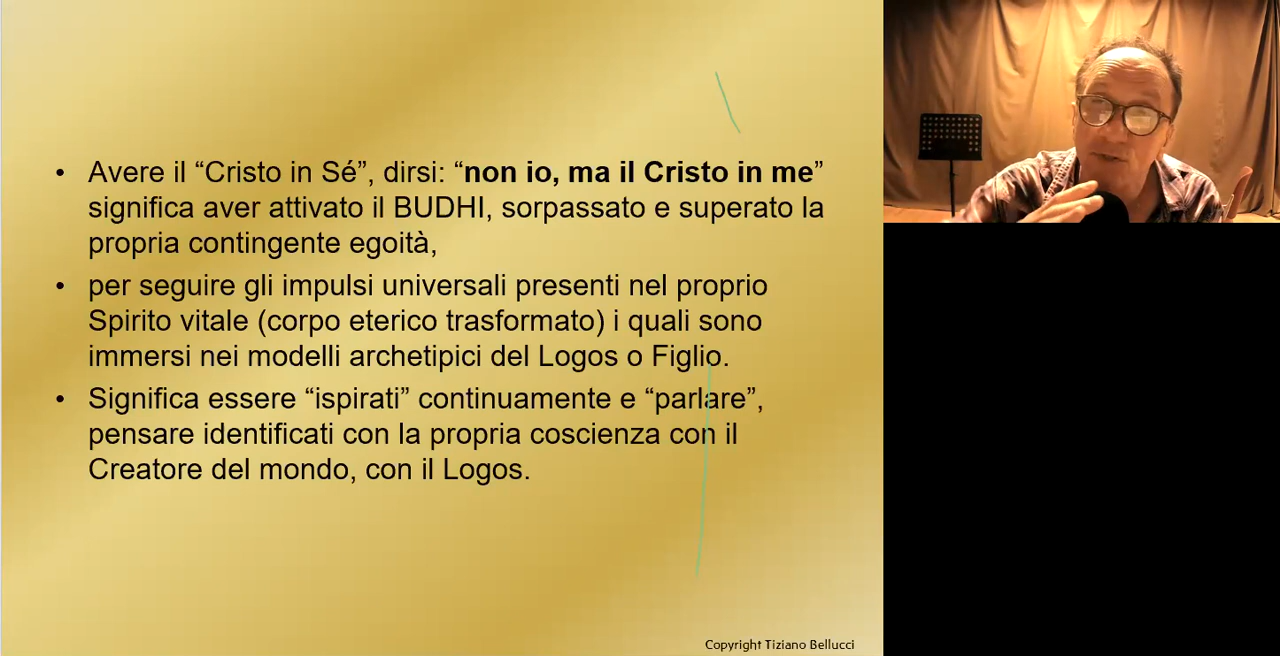 • Avere il “Cristo in Sé”, dirsi: “non io, ma il Cristo in me”
significa aver attivato il BUDHI, sorpassato e superato la
propria contingente egoità,
• per seguire gli impulsi universali presenti nel proprio
Spirito vitale (corpo eterico trasformato) i quali sono
immersi nei modelli archetipici del Logos o Figlio.
• Significa essere “ispirati” continuamente e “parlare”,
pensare identificati con la propria coscienza con il
Creatore del mondo, con il Logos.
Copyright Tiziano Bellucci